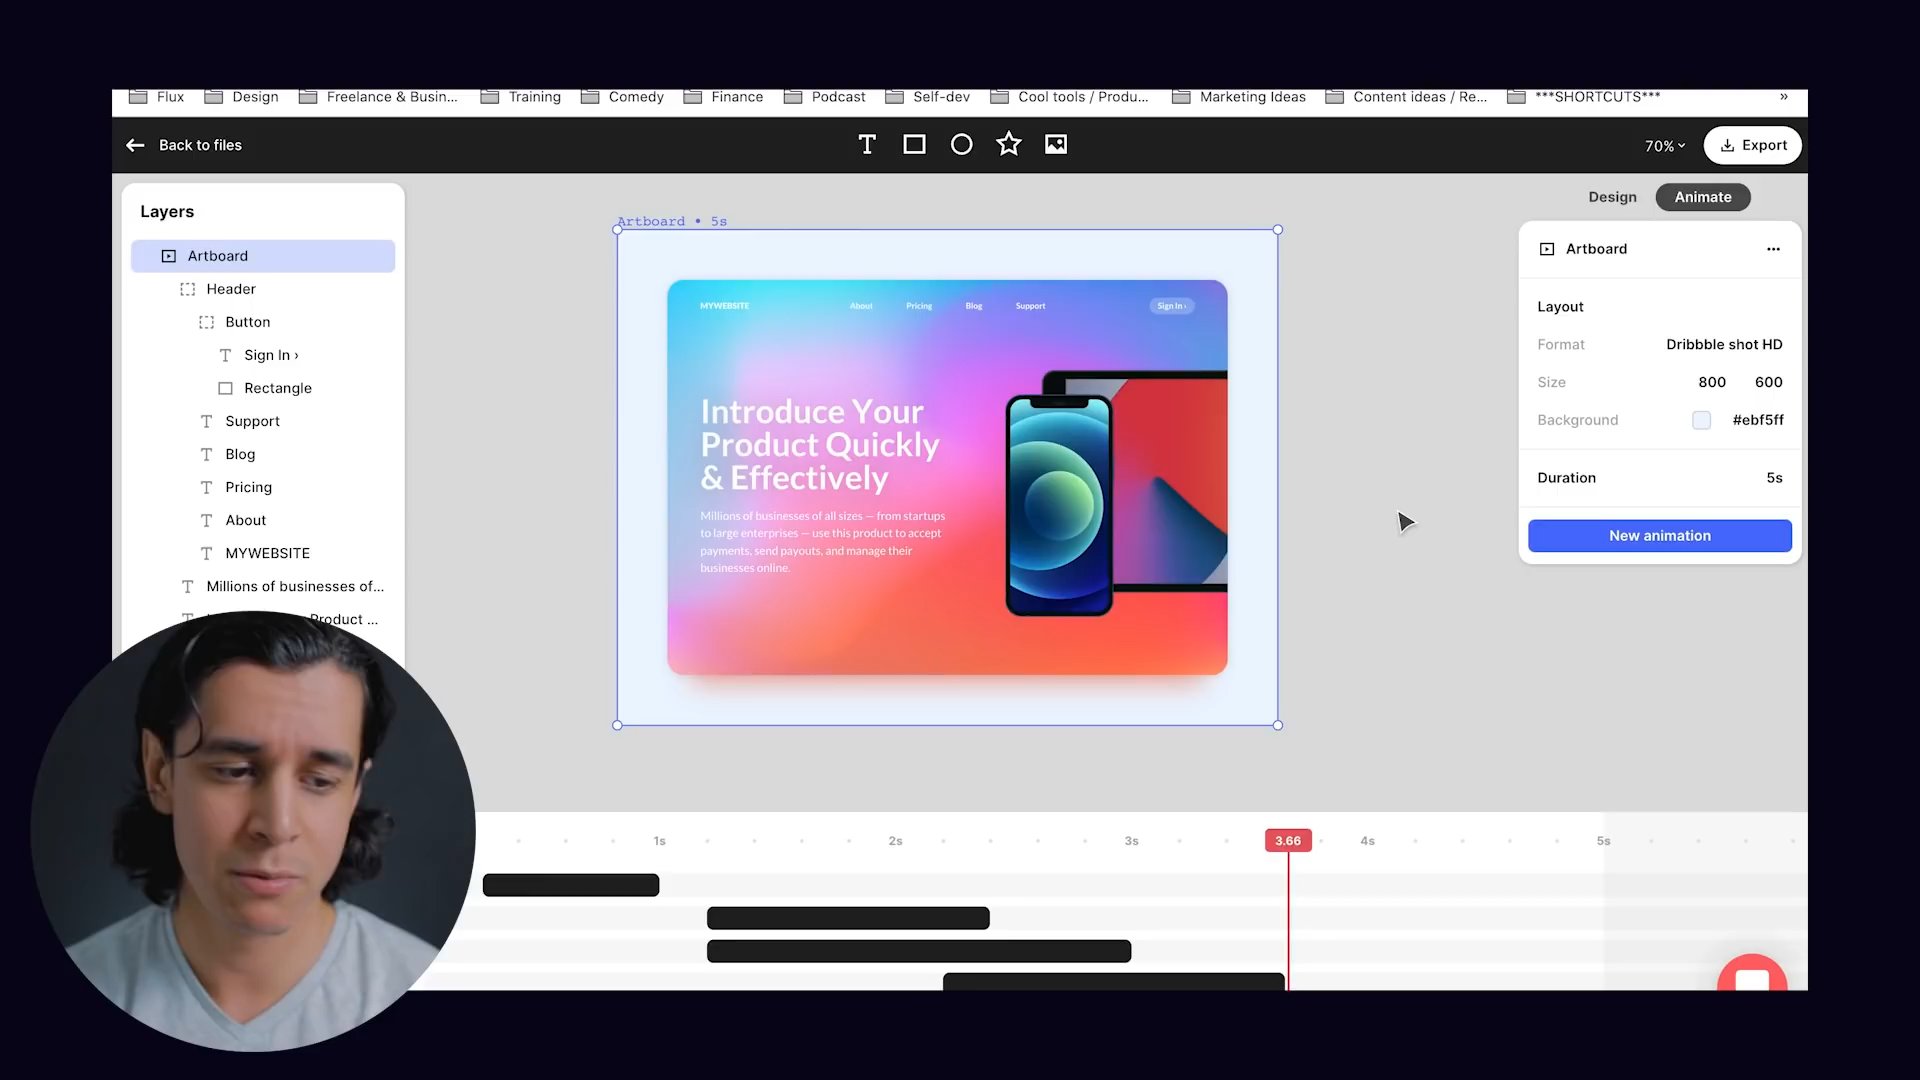 Flux Design Freelance & Busin... Training Comedy Finance Podcast Self-dev Cool tools / Produ... Marketing Ideas Content ideas / Re... ***SHORTCUTS*** »
Back to files
70%
Export
Layers
Artboard
Header
Button
Sign In ›
Rectangle
Support
Blog
Pricing
About
MYWEBSITE
Millions of businesses of...
Product ...
Artboard • 5s
MYWEBSITE About Pricing Blog Support Sign In ›
Introduce Your
Product Quickly
& Effectively
Millions of businesses of all sizes — from startups
to large enterprises — use this product to accept
payments, send payouts, and manage their
businesses online.
Design Animate
Artboard
Layout
Format Dribbble shot HD
Size 800 600
Background #ebf5ff
Duration 5s
New animation
1s 2s 3s 3.66 4s 5s